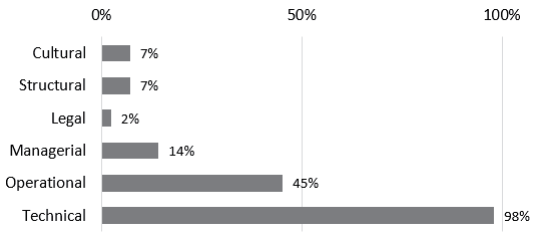 0% 50% 100%
Cultural 7%
Structural 7%
Legal 2%
Managerial 14%
Operational 45%
Technical 98%